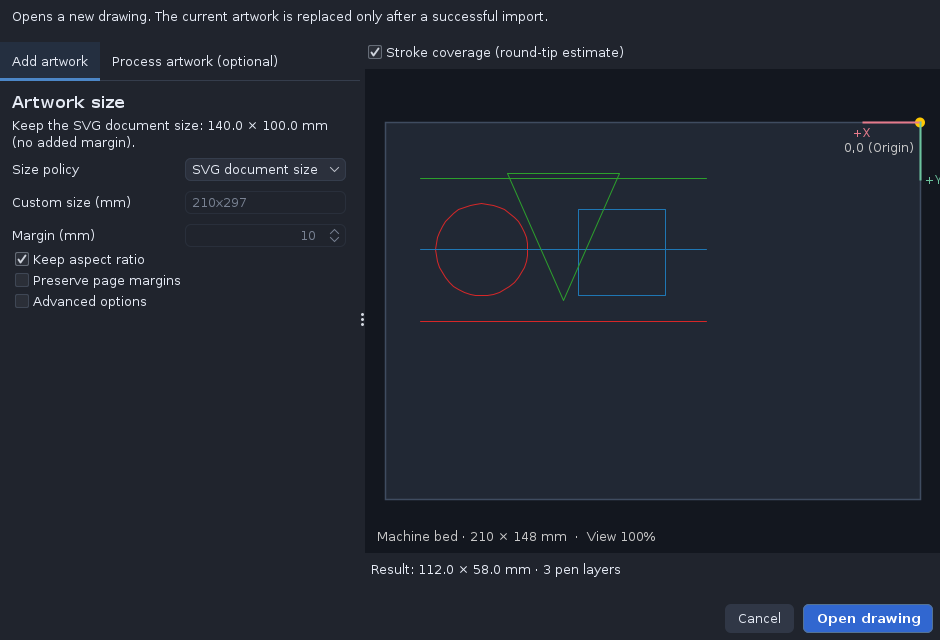 Opens a new drawing. The current artwork is replaced only after a successful import.
Add artwork
Process artwork (optional)
Stroke coverage (round-tip estimate)
Artwork size
Keep the SVG document size: 140.0 × 100.0 mm
(no added margin).
Size policy
SVG document size
Custom size (mm)
210×297
Margin (mm)
10
Keep aspect ratio
Preserve page margins
Advanced options
+X
0,0 (Origin)
+Y
Machine bed · 210 × 148 mm · View 100%
Result: 112.0 × 58.0 mm · 3 pen layers
Cancel
Open drawing